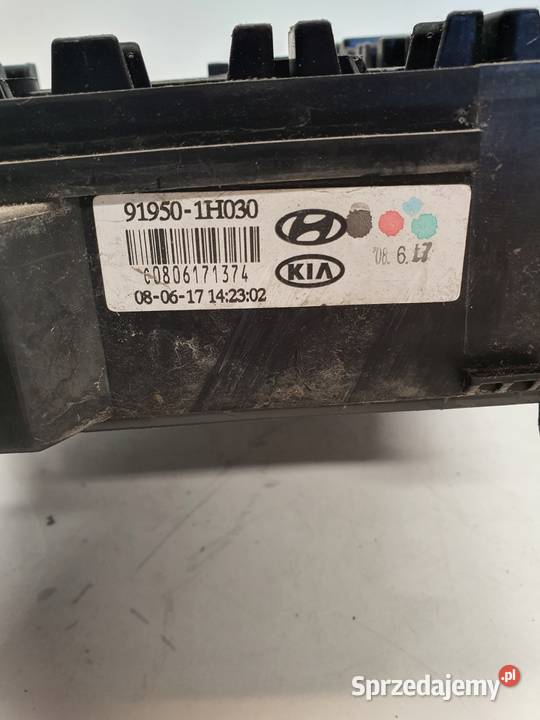 91950-1H030
C0806171374
08-06-17 14:23:02
KIA
'08. 6. 17
Sprzedajemy.pl